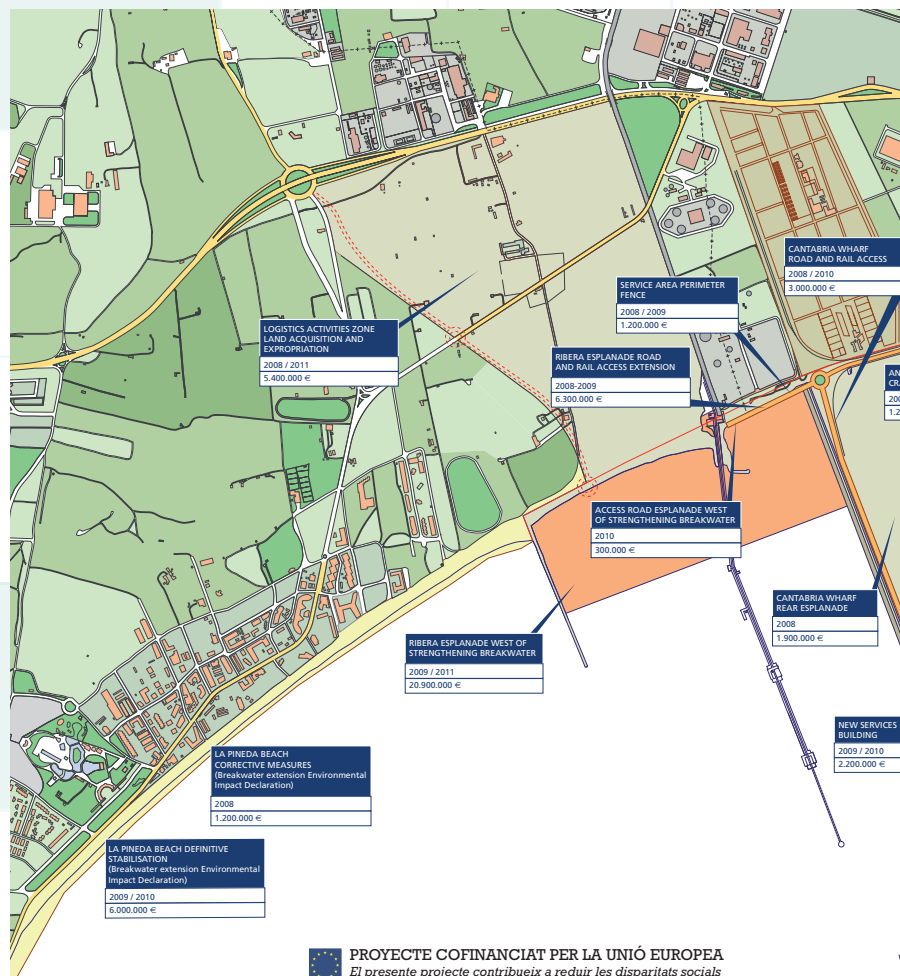 CANTABRIA WHARF
ROAD AND RAIL ACCESS
2008 / 2010
3.000.000 €
SERVICE AREA PERIMETER
FENCE
2008 / 2009
1.200.000 €
LOGISTICS ACTIVITIES ZONE
LAND ACQUISITION AND
EXPROPRIATION
2008 / 2011
5.400.000 €
RIBERA ESPLANADE ROAD
AND RAIL ACCESS EXTENSION
2008-2009
6.300.000 €
ACCESS ROAD ESPLANADE WEST
OF STRENGTHENING BREAKWATER
2010
300.000 €
CANTABRIA WHARF
REAR ESPLANADE
2008
1.900.000 €
RIBERA ESPLANADE WEST OF
STRENGTHENING BREAKWATER
2009 / 2011
20.900.000 €
NEW SERVICES
BUILDING
2009 / 2010
2.200.000 €
LA PINEDA BEACH
CORRECTIVE MEASURES
(Breakwater extension Environmental
Impact Declaration)
2008
1.200.000 €
LA PINEDA BEACH DEFINITIVE
STABILISATION
(Breakwater extension Environmental
Impact Declaration)
2009 / 2010
6.000.000 €
PROYECTE COFINANCIAT PER LA UNIÓ EUROPEA
El presente projecte contribueix a reduir les disparitats socials